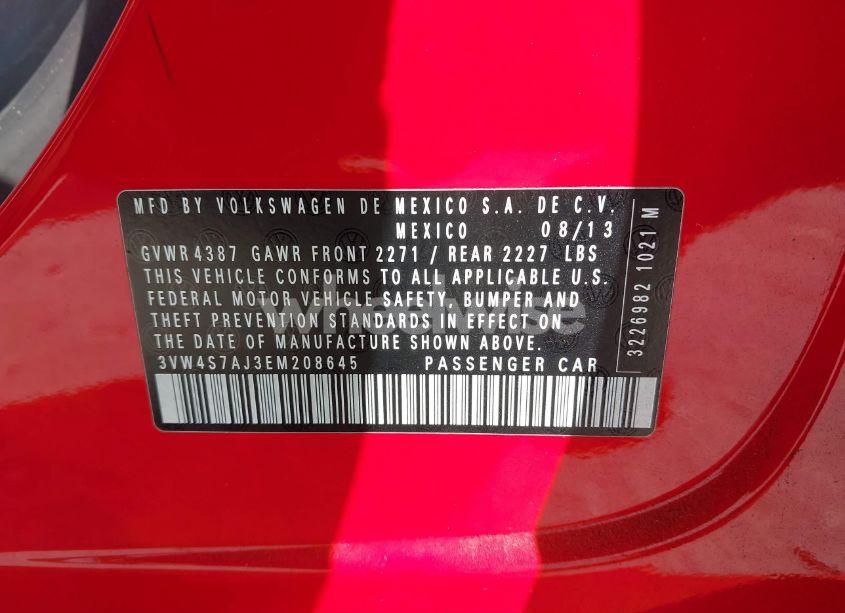 MFD BY VOLKSWAGEN DE MEXICO S.A. DE C.V.
MEXICO 08/13
GVWR 4387 GAWR FRONT 2271 / REAR 2227 LBS
THIS VEHICLE CONFORMS TO ALL APPLICABLE U.S.
FEDERAL MOTOR VEHICLE SAFETY, BUMPER AND
THEFT PREVENTION STANDARDS IN EFFECT ON
THE DATE OF MANUFACTURE SHOWN ABOVE.
3VW4S7AJ3EM208645 PASSENGER CAR
3226982 1021 M
wheelwise